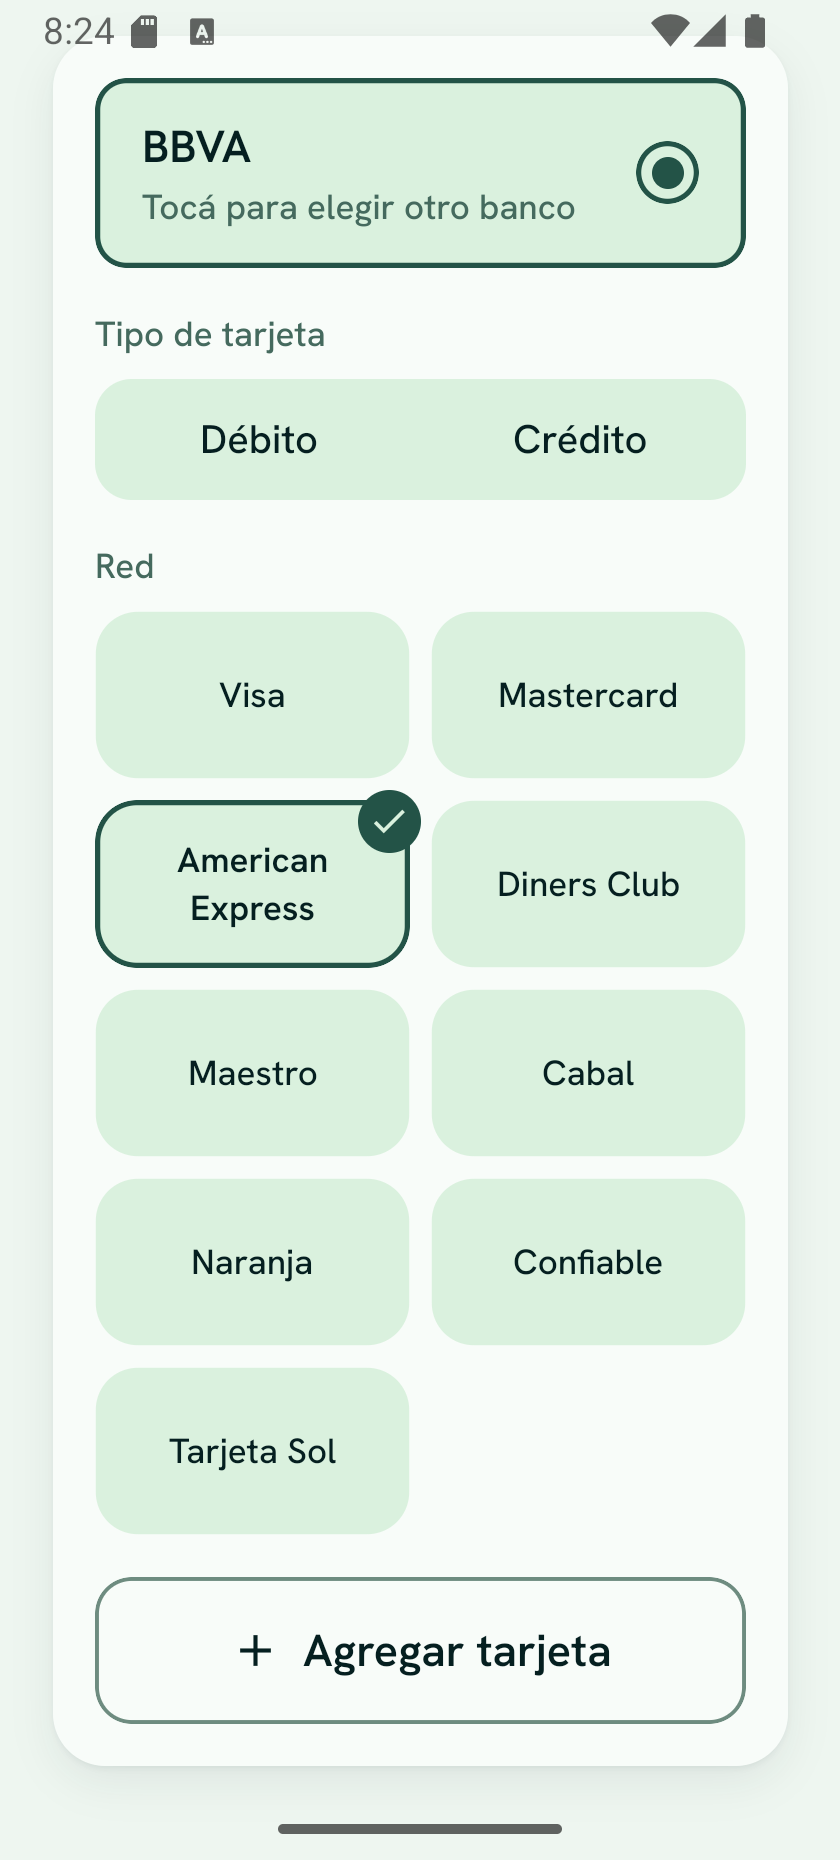 8:24
BBVA
Tocá para elegir otro banco
Tipo de tarjeta
Débito
Crédito
Red
Visa
Mastercard
American
Express
Diners Club
Maestro
Cabal
Naranja
Confiable
Tarjeta Sol
+ Agregar tarjeta